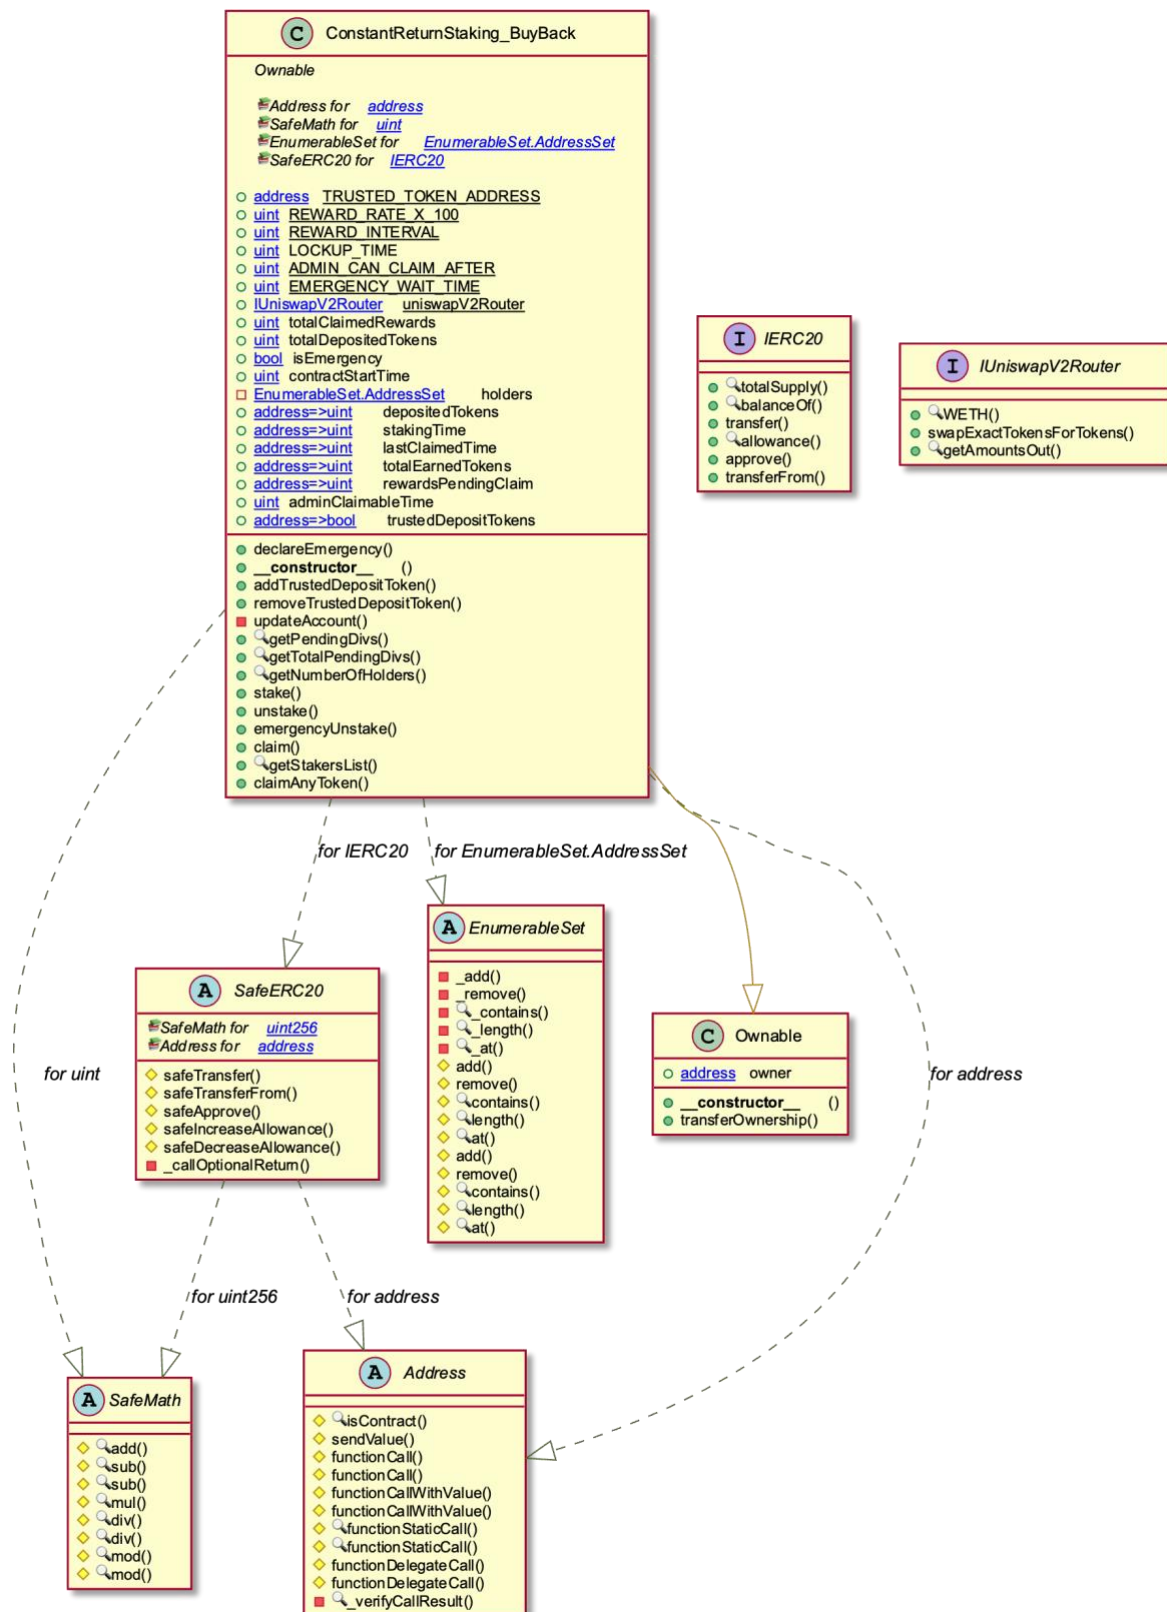 C ConstantReturnStaking_BuyBack
Ownable
Address for address
SafeMath for uint
EnumerableSet for EnumerableSet.AddressSet
SafeERC20 for IERC20
address TRUSTED_TOKEN_ADDRESS
uint REWARD_RATE_X_100
uint REWARD_INTERVAL
uint LOCKUP_TIME
uint ADMIN_CAN_CLAIM_AFTER
uint EMERGENCY_WAIT_TIME
IUniswapV2Router uniswapV2Router
uint totalClaimedRewards
uint totalDepositedTokens
bool isEmergency
uint contractStartTime
EnumerableSet.AddressSet holders
address=>uint depositedTokens
address=>uint stakingTime
address=>uint lastClaimedTime
address=>uint totalEarnedTokens
address=>uint rewardsPendingClaim
uint adminClaimableTime
address=>bool trustedDepositTokens
declareEmergency()
__constructor__ ()
addTrustedDepositToken()
removeTrustedDepositToken()
updateAccount()
getPendingDivs()
getTotalPendingDivs()
getNumberOfHolders()
stake()
unstake()
emergencyUnstake()
claim()
getStakersList()
claimAnyToken()
I IERC20
totalSupply()
balanceOf()
transfer()
allowance()
approve()
transferFrom()
I IUniswapV2Router
WETH()
swapExactTokensForTokens()
getAmountsOut()
for IERC20
for EnumerableSet.AddressSet
A EnumerableSet
_add()
_remove()
_contains()
_length()
_at()
add()
remove()
contains()
length()
at()
add()
remove()
contains()
length()
at()
A SafeERC20
SafeMath for uint256
Address for address
safeTransfer()
safeTransferFrom()
safeApprove()
safeIncreaseAllowance()
safeDecreaseAllowance()
_callOptionalReturn()
C Ownable
address owner
__constructor__ ()
transferOwnership()
for uint
for address
for uint256
for address
A SafeMath
add()
sub()
sub()
mul()
div()
div()
mod()
mod()
A Address
isContract()
sendValue()
functionCall()
functionCall()
functionCallWithValue()
functionCallWithValue()
functionStaticCall()
functionStaticCall()
functionDelegateCall()
functionDelegateCall()
_verifyCallResult()